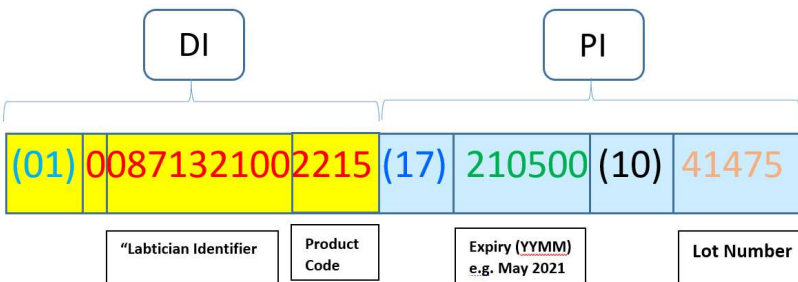 DI
PI
(01) 00871321002215 (17) 210500 (10) 41475
"Labtician Identifier
Product
Code
Expiry (YYMM)
e.g. May 2021
Lot Number